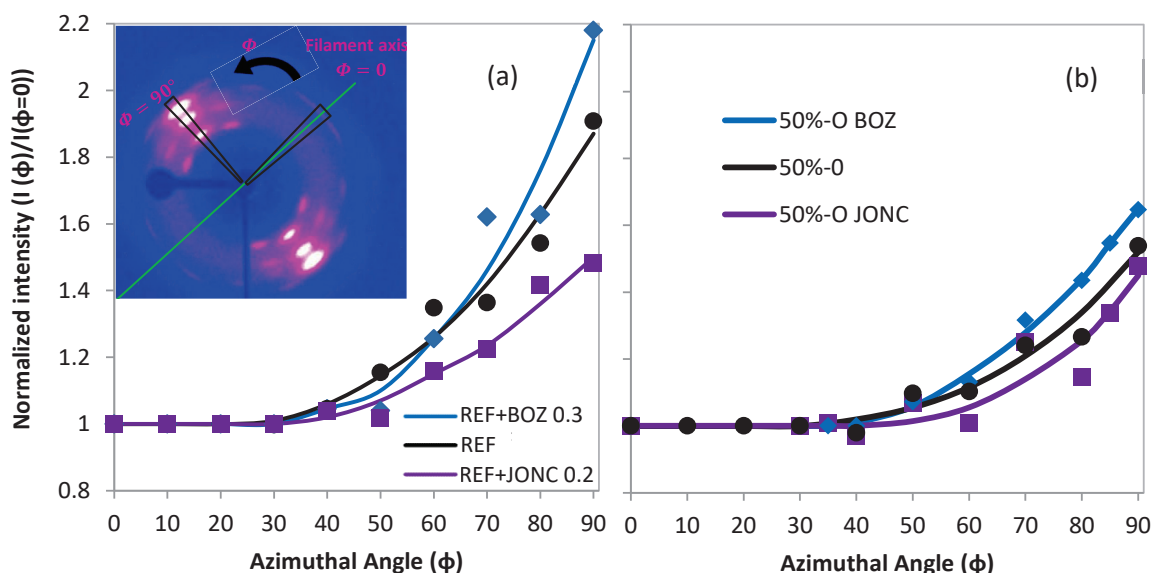 Normalized intensity (I (ϕ)/I(ϕ=0))
2.2
2
1.8
1.6
1.4
1.2
1
0.8
Φ
Filament axis
Φ = 0
Φ = 90°
(a)
REF+BOZ 0.3
REF
REF+JONC 0.2
0 10 20 30 40 50 60 70 80 90
Azimuthal Angle (ϕ)
(b)
50%-O BOZ
50%-0
50%-O JONC
0 10 20 30 40 50 60 70 80 90
Azimuthal Angle (ϕ)